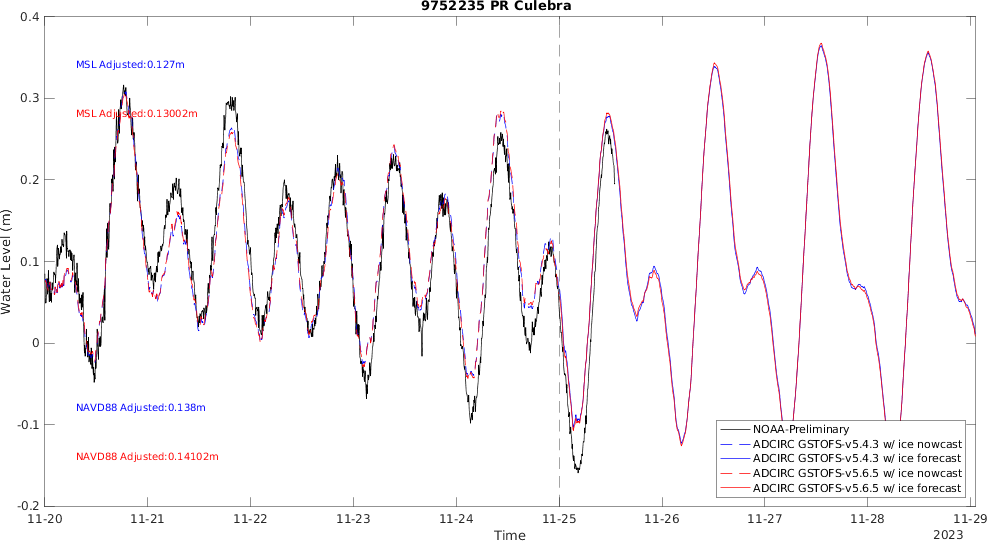 9752235 PR Culebra
0.4
0.3
0.2
0.1
0
-0.1
-0.2
Water Level (m)
MSL Adjusted:0.127m
MSL Adjusted:0.13002m
NAVD88 Adjusted:0.138m
NAVD88 Adjusted:0.14102m
NOAA-Preliminary
ADCIRC GSTOFS-v5.4.3 w/ ice nowcast
ADCIRC GSTOFS-v5.4.3 w/ ice forecast
ADCIRC GSTOFS-v5.6.5 w/ ice nowcast
ADCIRC GSTOFS-v5.6.5 w/ ice forecast
11-20 11-21 11-22 11-23 11-24 11-25 11-26 11-27 11-28 11-29
Time
2023